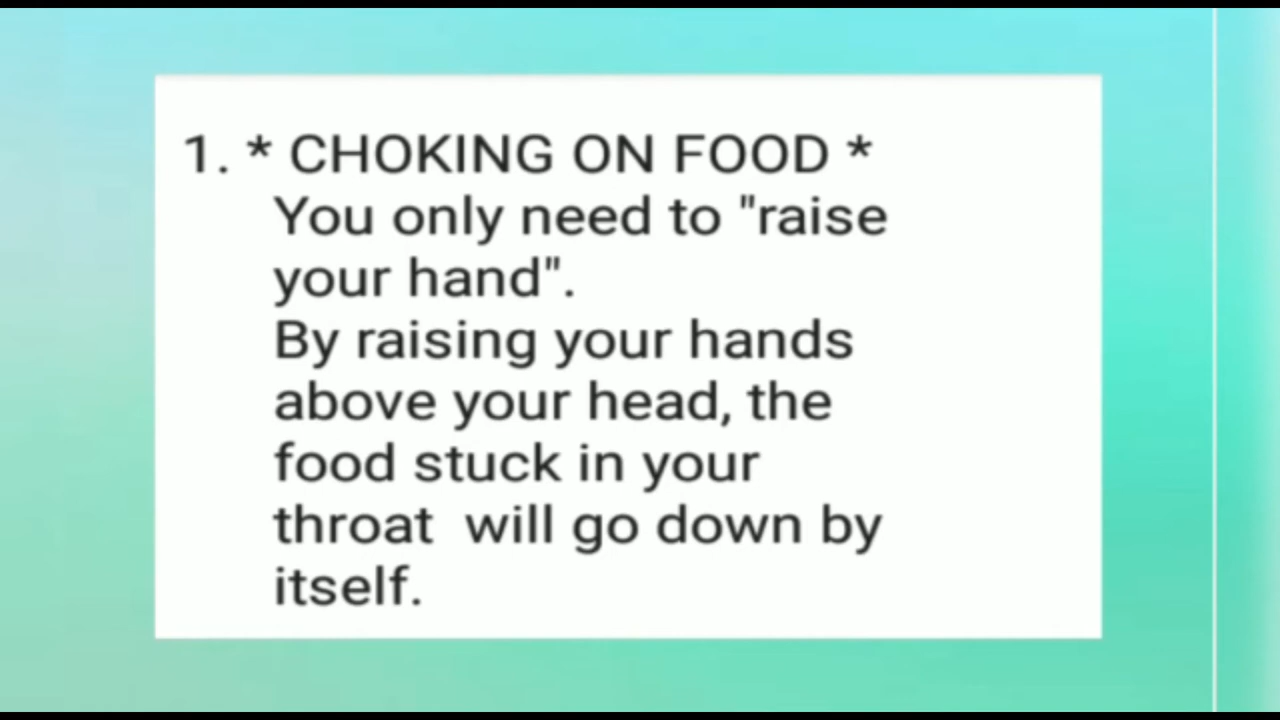 1. * CHOKING ON FOOD *
You only need to "raise
your hand".
By raising your hands
above your head, the
food stuck in your
throat  will go down by
itself.